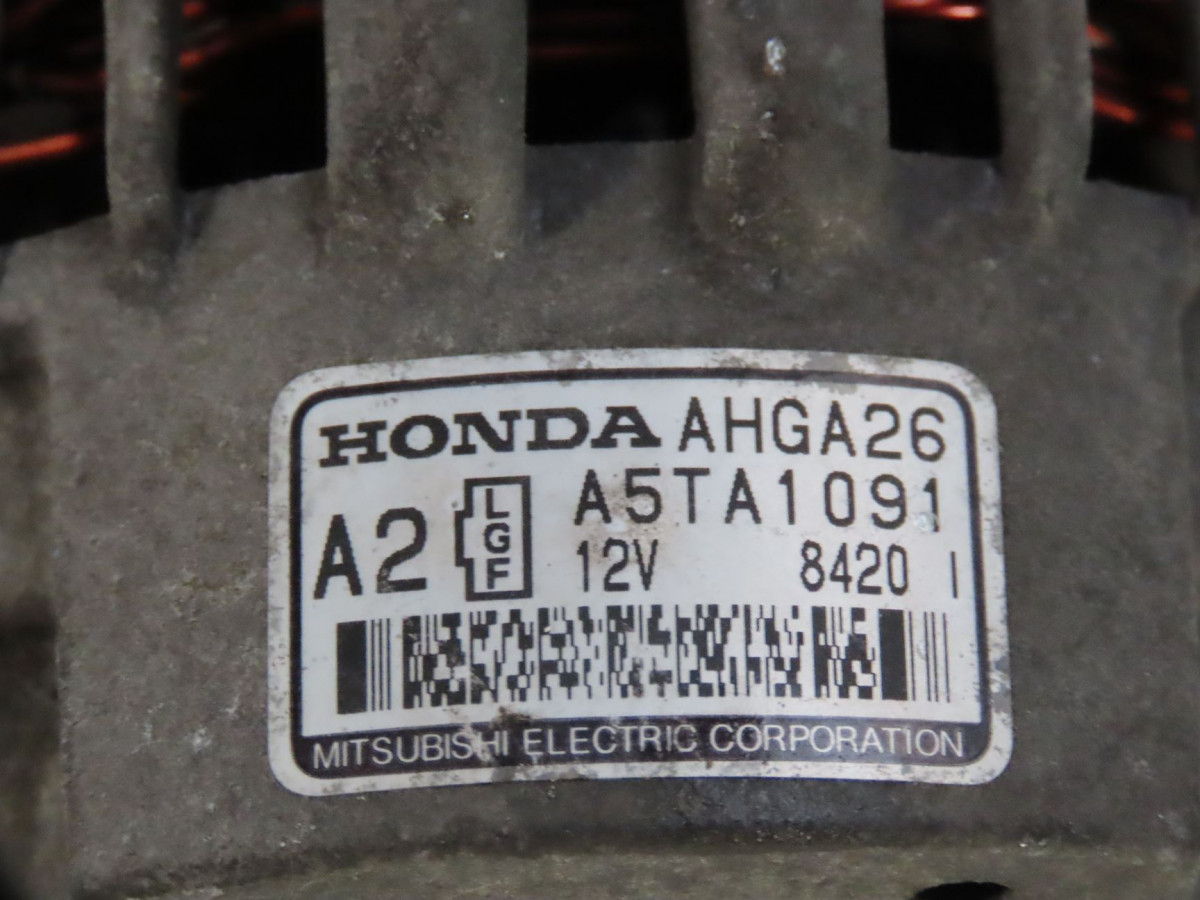 HONDA AHGA26
A5TA1091
A2 LGF 12V 8420 I
MITSUBISHI ELECTRIC CORPORATION